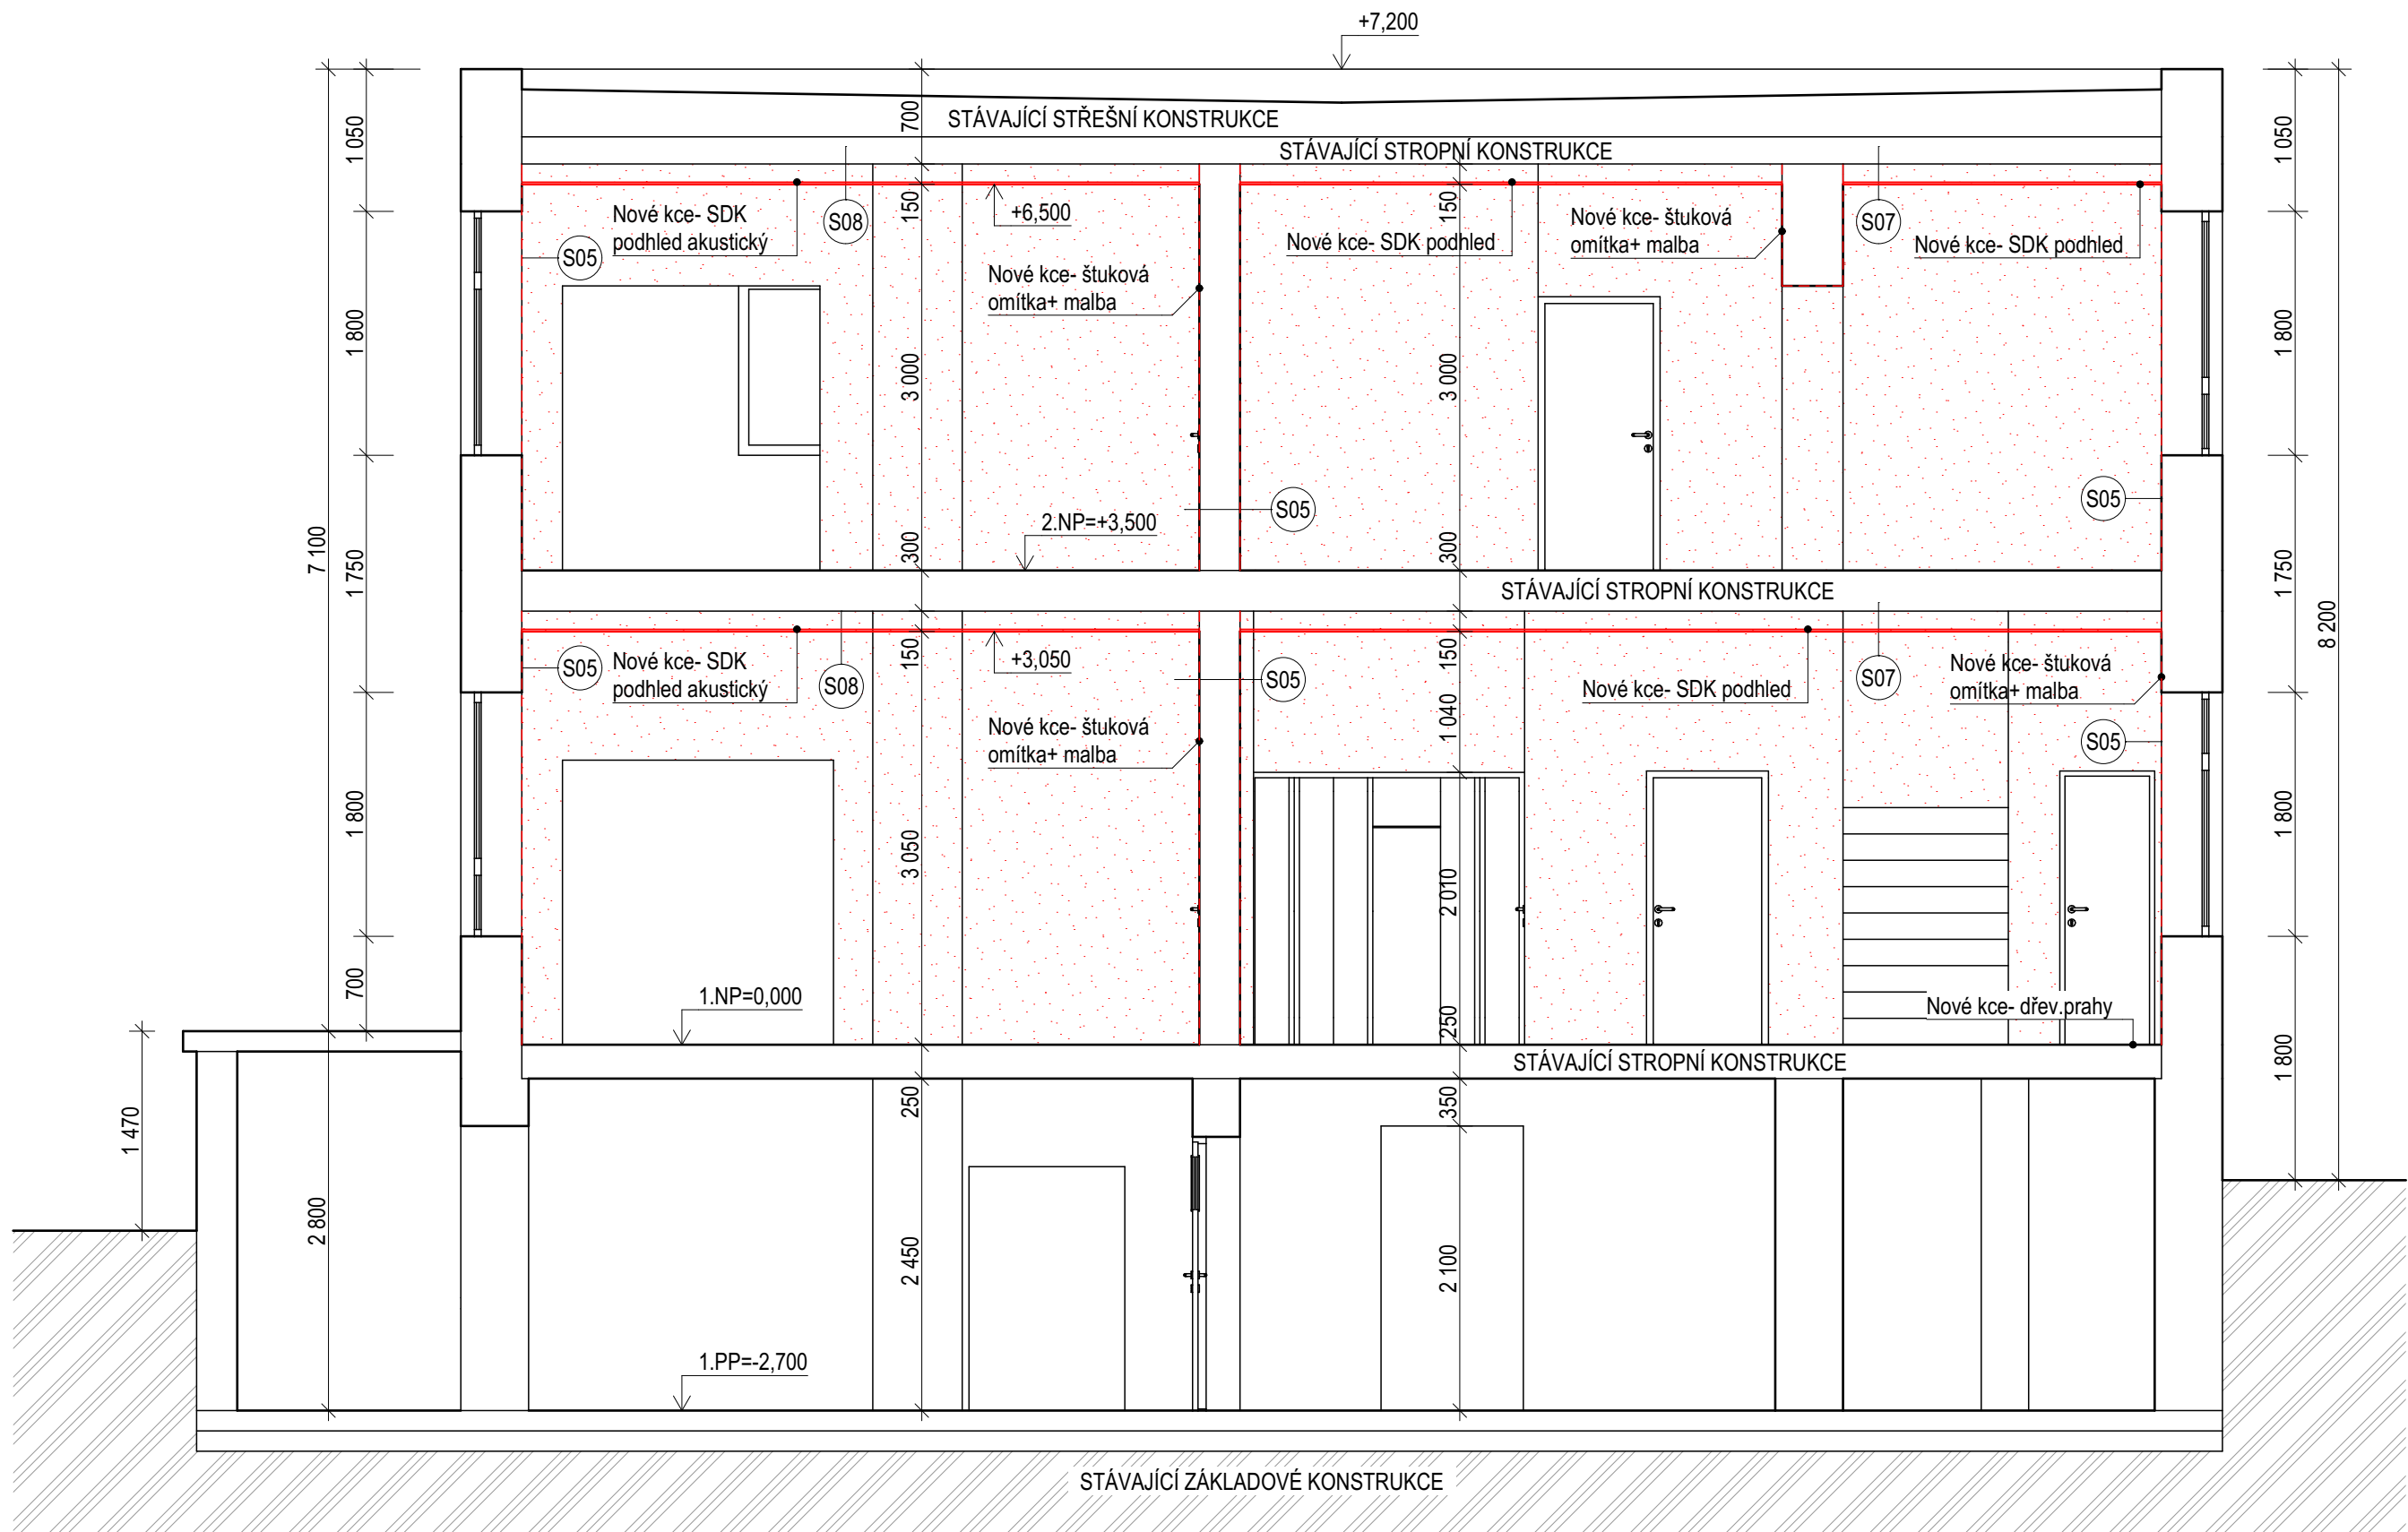 +7,200
STÁVAJÍCÍ STŘEŠNÍ KONSTRUKCE
STÁVAJÍCÍ STROPNÍ KONSTRUKCE
700
1 050
1 050
150
150
Nové kce- SDK
podhled akustický
S08
+6,500
Nové kce- SDK podhled
Nové kce- štuková
omítka+ malba
S07
Nové kce- SDK podhled
S05
Nové kce- štuková
omítka+ malba
1 800
3 000
3 000
1 800
S05
S05
2.NP=+3,500
7 100
1 750
300
300
1 750
STÁVAJÍCÍ STROPNÍ KONSTRUKCE
8 200
S05
Nové kce- SDK
podhled akustický
S08
150
+3,050
S05
150
Nové kce- SDK podhled
S07
Nové kce- štuková
omítka+ malba
1 040
Nové kce- štuková
omítka+ malba
S05
1 800
3 050
2 010
1 800
700
1.NP=0,000
250
Nové kce- dřev.prahy
STÁVAJÍCÍ STROPNÍ KONSTRUKCE
1 800
1 470
250
350
2 800
2 450
2 100
1.PP=-2,700
STÁVAJÍCÍ ZÁKLADOVÉ KONSTRUKCE